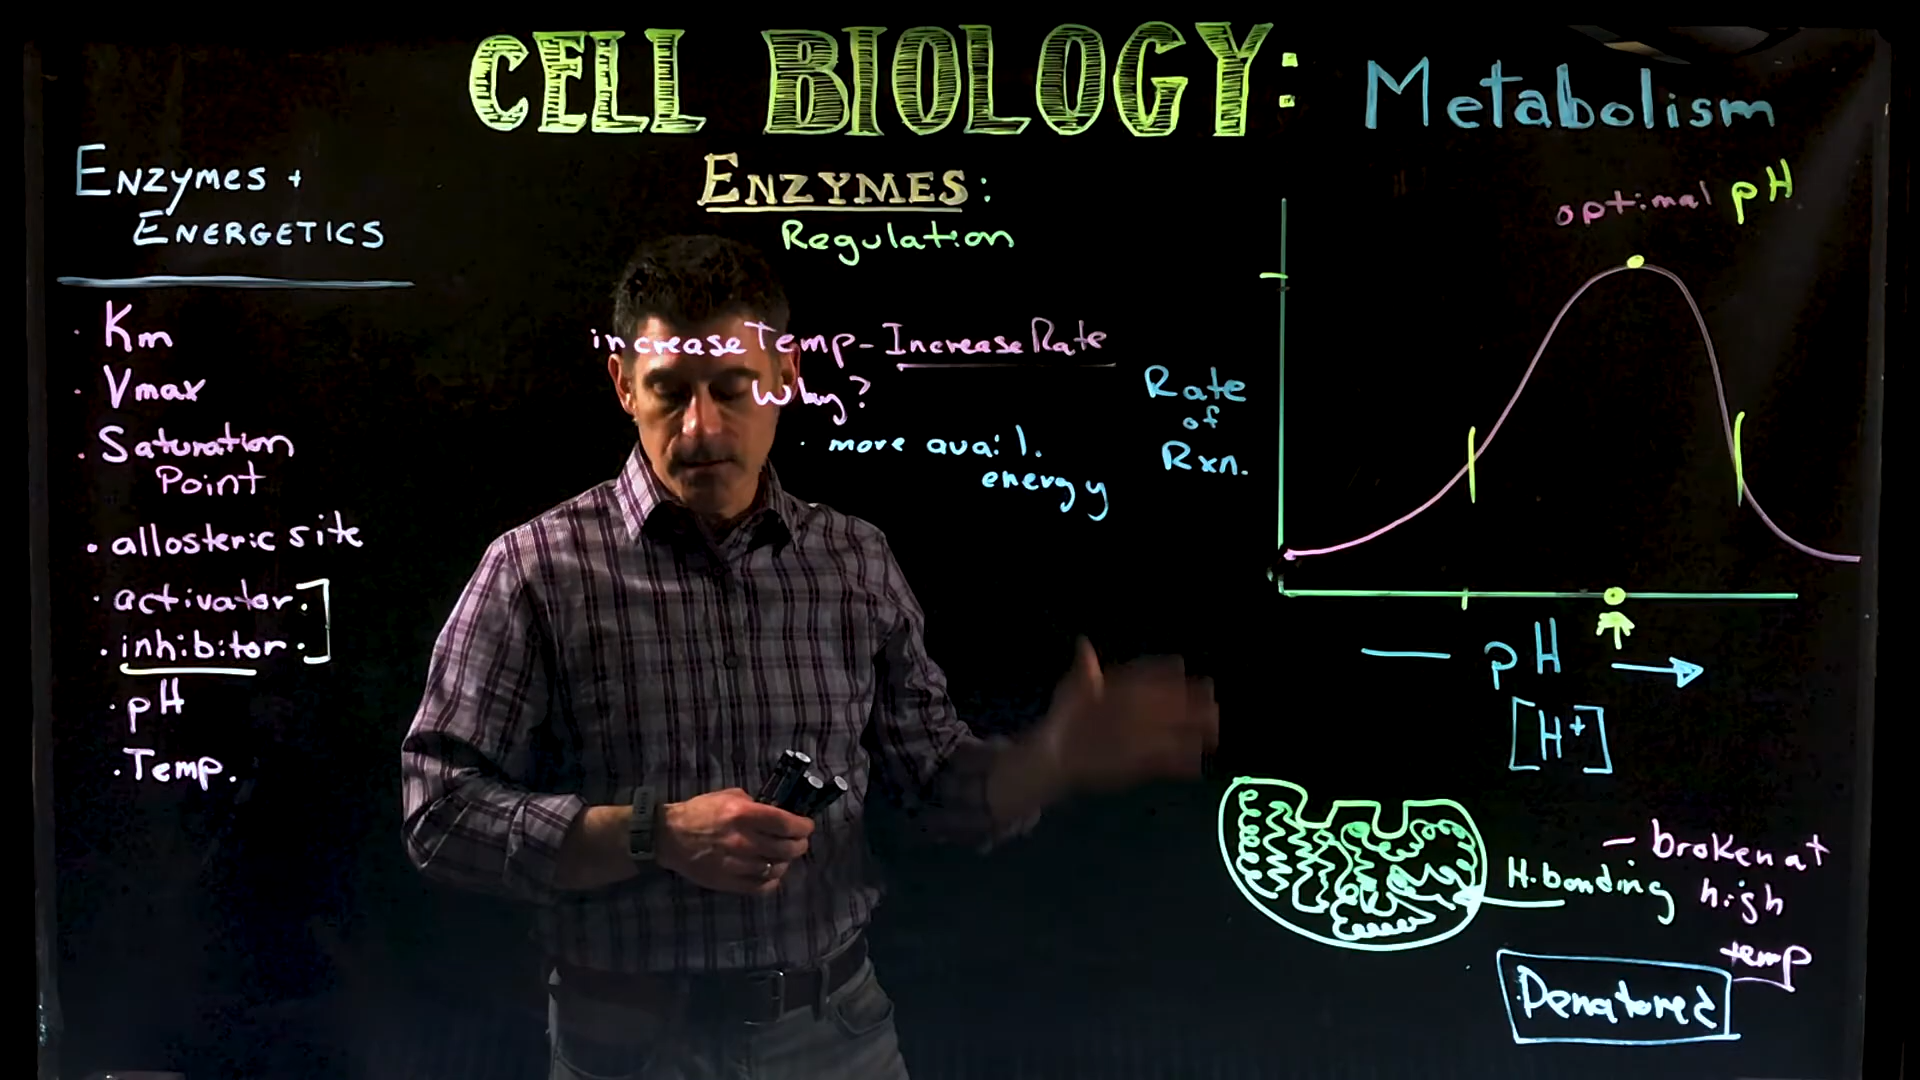 CELL BIOLOGY: Metabolism
ENZYMES +
ENERGETICS
· Km
· Vmax
· Saturation
Point
· allosteric site
· activator ·
· inhibitor ·
· pH
· Temp.
ENZYMES:
Regulation
increase Temp - Increase Rate
Why?
· more avail.
energy
optimal pH
Rate
of
Rxn.
— pH →
[H+]
H-bonding
– broken at
high
temp
Denatured